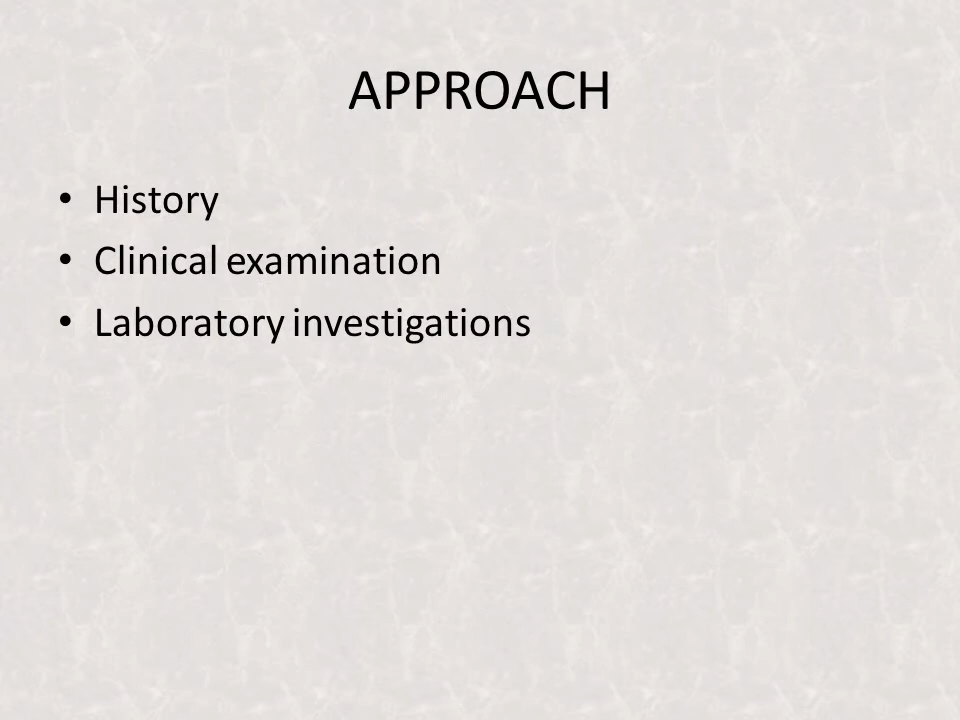 APPROACH
• History
• Clinical examination
• Laboratory investigations